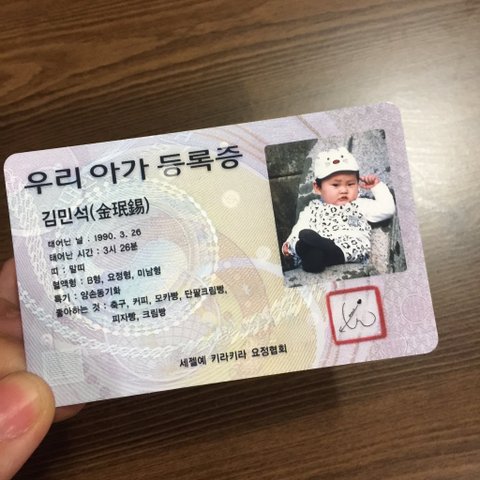 우리 아가 등록증
김민석(金珉錫)
태어난 날 : 1990. 3. 26
태어난 시간 : 3시 26분
띠 : 말띠
혈액형 : B형, 요정형, 미남형
특기 : 양손동기화
좋아하는 것 : 축구, 커피, 모카빵, 단팥크림빵,
피자빵, 크림빵
세젤예 키라키라 요정협회